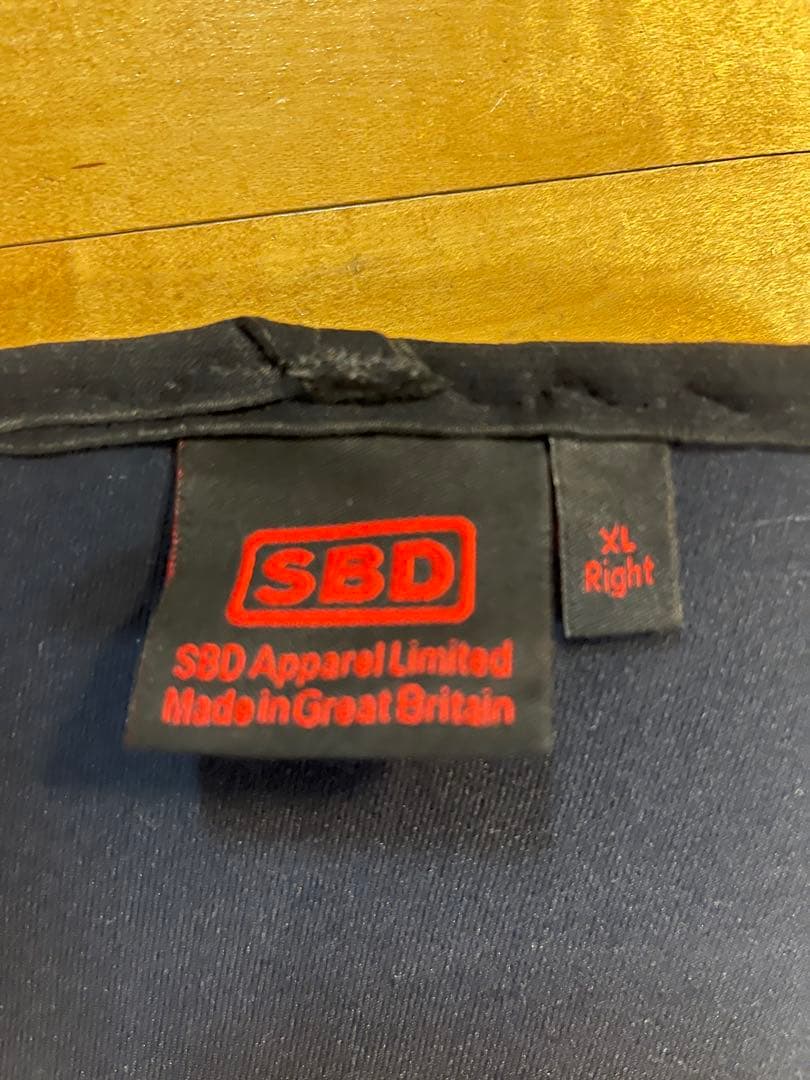 SBD
SBD Apparel Limited
Made in Great Britain
XL
Right